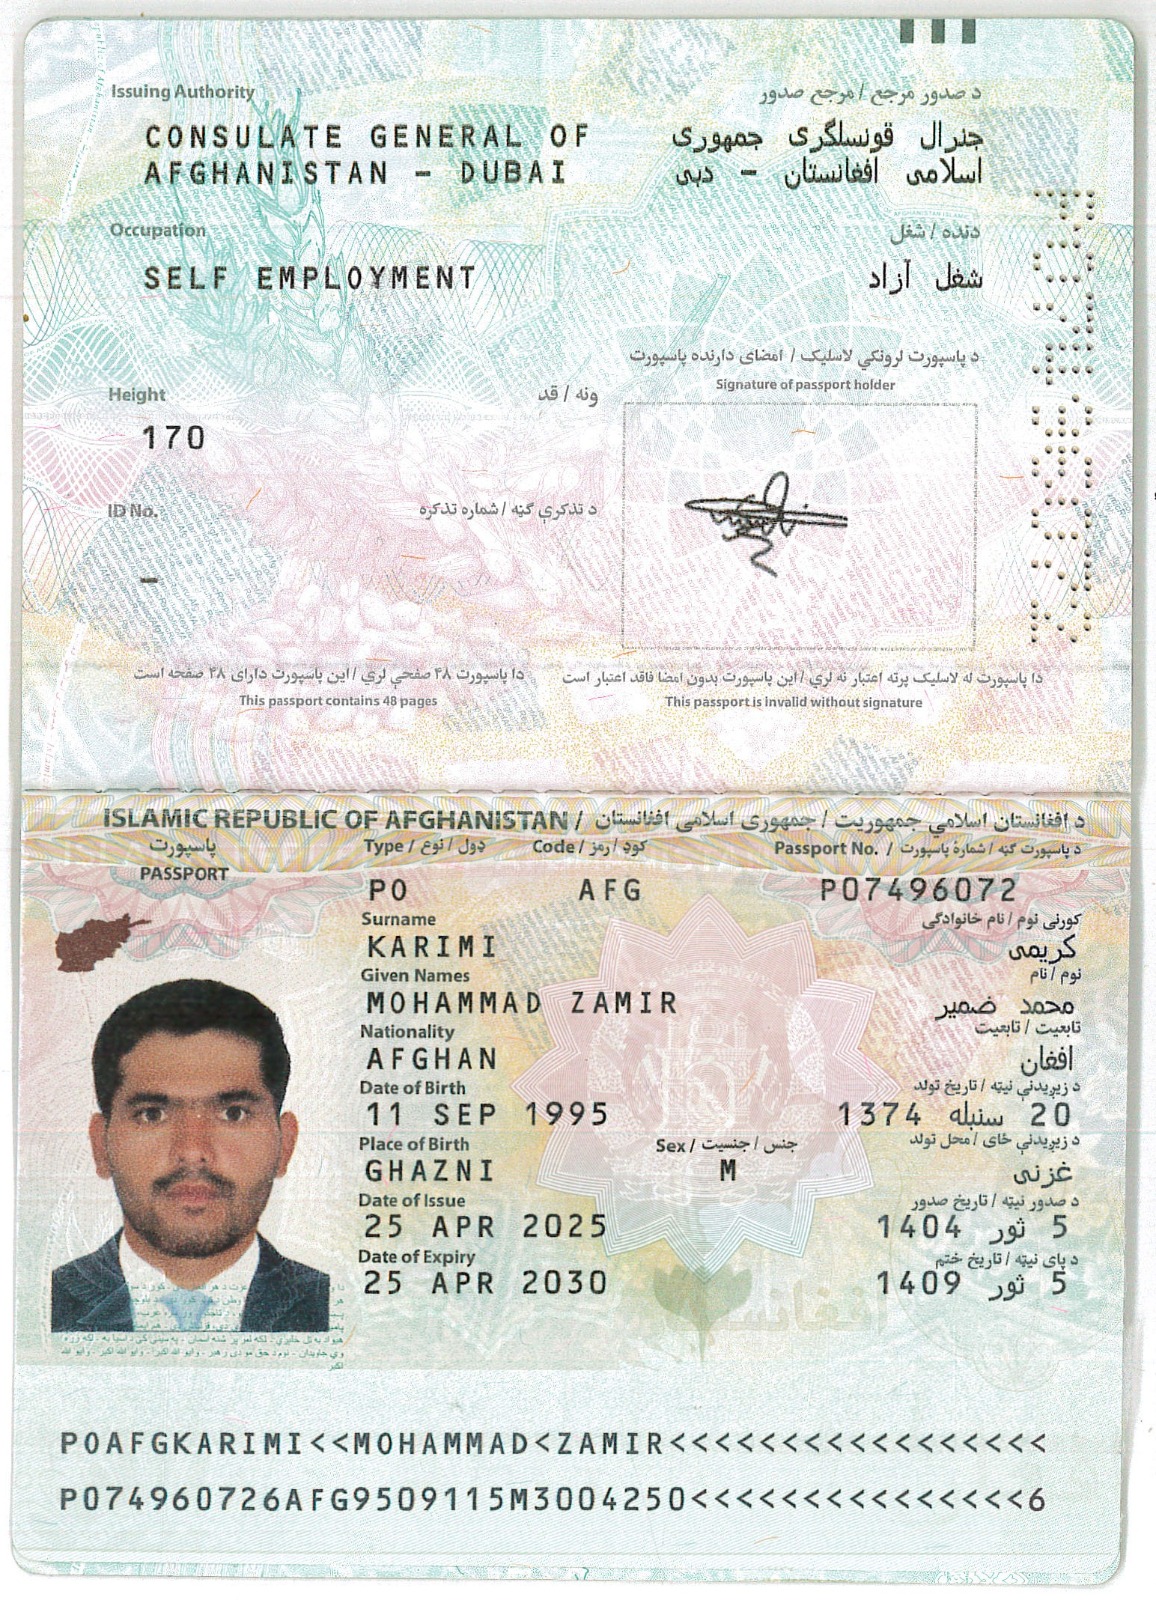 Issuing Authority د صدور مرجع / مرجع صدور
CONSULATE GENERAL OF جنرال قونسلگری جمهوری
AFGHANISTAN – DUBAI اسلامی افغانستان – دبی
Occupation دنده / شغل
SELF EMPLOYMENT شغل آزاد
د پاسپورت لرونکي لاسلیک / امضای دارنده پاسپورت
Signature of passport holder
Height ونه / قد
170
ID No. د تذکرې ګڼه / شماره تذکره
–
دا پاسپورت ۴۸ صفحې لري / این پاسپورت دارای ۴۸ صفحه است
This passport contains 48 pages
دا پاسپورت له لاسلیک پرته اعتبار نه لري / این پاسپورت بدون امضا فاقد اعتبار است
This passport is invalid without signature
ISLAMIC REPUBLIC OF AFGHANISTAN / د افغانستان اسلامي جمهوریت / جمهوری اسلامی افغانستان
پاسپورت
PASSPORT
Type / ډول / نوع Code / کوډ / رمز Passport No. / د پاسپورت ګڼه / شمارهٔ پاسپورت
PO AFG P07496072
Surname کورنی نوم / نام خانوادگی
KARIMI کریمی
Given Names نوم / نام
MOHAMMAD ZAMIR محمد ضمیر
Nationality تابعیت / تابعیت
AFGHAN افغان
Date of Birth د زیږیدنې نیټه / تاریخ تولد
11 SEP 1995 20 سنبله 1374
Place of Birth Sex / جنس / جنسیت د زیږیدنې ځای / محل تولد
GHAZNI M غزنی
Date of Issue د صدور نیټه / تاریخ صدور
25 APR 2025 5 ثور 1404
Date of Expiry د پای نیټه / تاریخ ختم
25 APR 2030 5 ثور 1409
POAFGKARIMI<<MOHAMMAD<ZAMIR<<<<<<<<<<<<<<<<<
P074960726AFG9509115M3004250<<<<<<<<<<<<<<<6